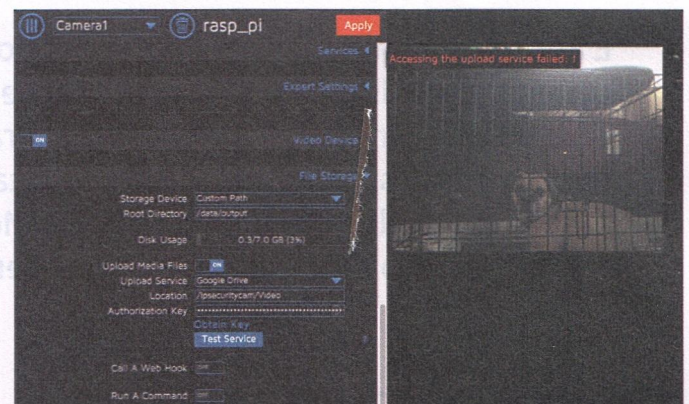 Camera1 rasp_pi Apply
Services
Accessing the upload service failed: !
Expert Settings
ON Video Device
File Storage
Storage Device Custom Path
Root Directory /data/output
Disk Usage 0.3/7.0 GB (3%)
Upload Media Files ON
Upload Service Google Drive
Location /ipsecuritycam/Video
Authorization Key ••••••••••••••••••••••••••••••••••••••••
Obtain Key
Test Service
Call A Web Hook OFF
Run A Command OFF